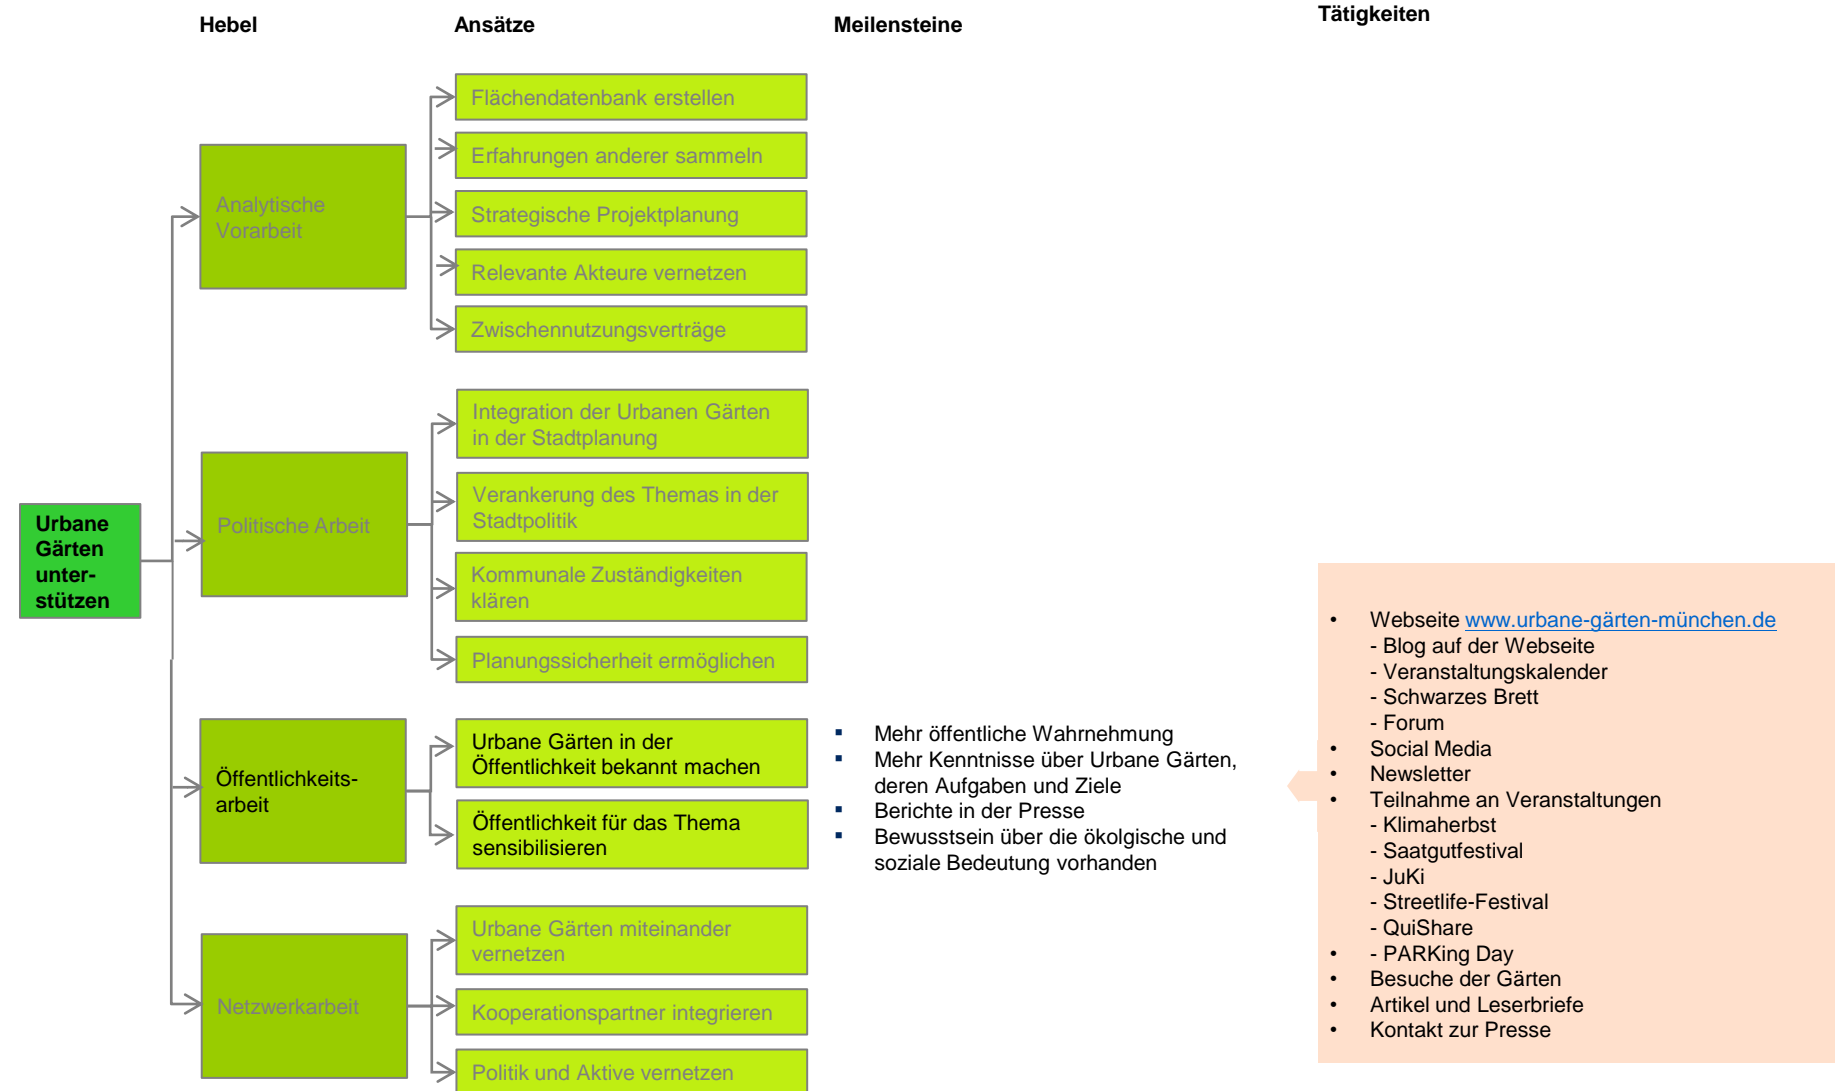 Hebel
Ansätze
Meilensteine
Tätigkeiten
Urbane
Gärten
unter-
stützen
Analytische
Vorarbeit
Flächendatenbank erstellen
Erfahrungen anderer sammeln
Strategische Projektplanung
Relevante Akteure vernetzen
Zwischennutzungsverträge
Politische Arbeit
Integration der Urbanen Gärten
in der Stadtplanung
Verankerung des Themas in der
Stadtpolitik
Kommunale Zuständigkeiten
klären
Planungssicherheit ermöglichen
Öffentlichkeits-
arbeit
Urbane Gärten in der
Öffentlichkeit bekannt machen
Öffentlichkeit für das Thema
sensibilisieren
▪ Mehr öffentliche Wahrnehmung
▪ Mehr Kenntnisse über Urbane Gärten,
deren Aufgaben und Ziele
▪ Berichte in der Presse
▪ Bewusstsein über die ökolgische und
soziale Bedeutung vorhanden
• Webseite www.urbane-gärten-münchen.de
- Blog auf der Webseite
- Veranstaltungskalender
- Schwarzes Brett
- Forum
• Social Media
• Newsletter
• Teilnahme an Veranstaltungen
- Klimaherbst
- Saatgutfestival
- JuKi
- Streetlife-Festival
- QuiShare
• - PARKing Day
• Besuche der Gärten
• Artikel und Leserbriefe
• Kontakt zur Presse
Netzwerkarbeit
Urbane Gärten miteinander
vernetzen
Kooperationspartner integrieren
Politik und Aktive vernetzen